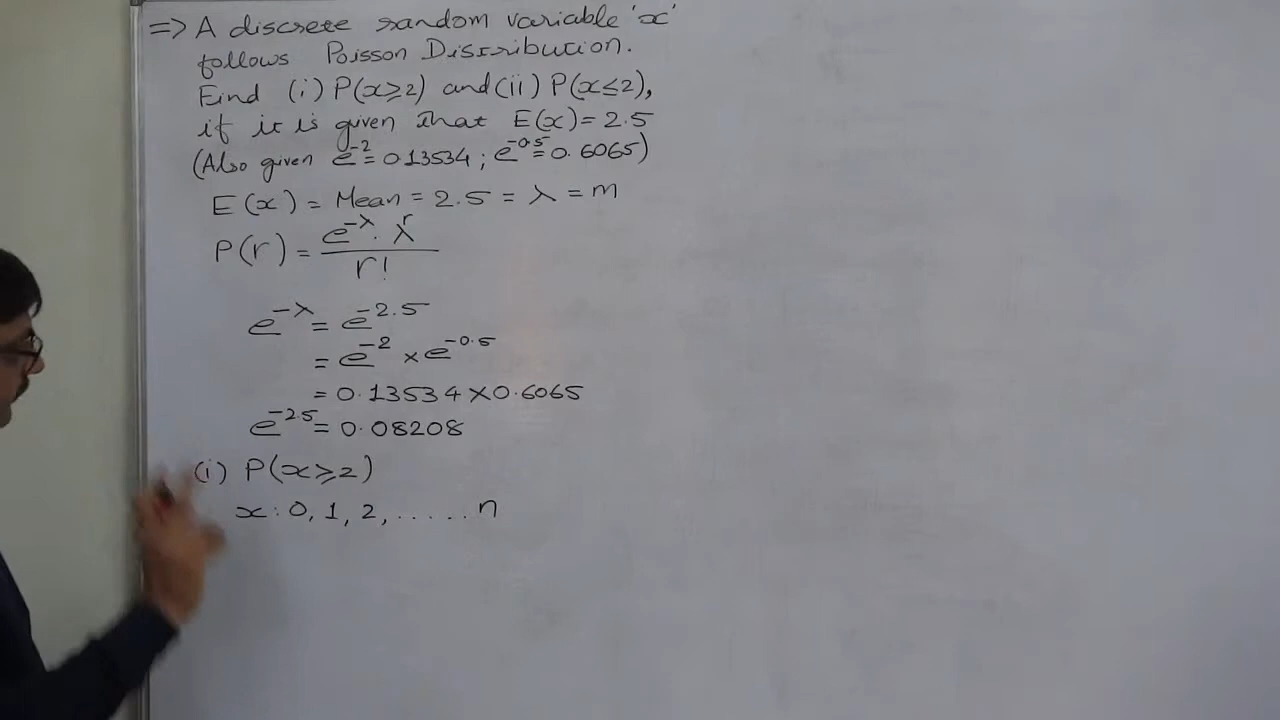 => A discrete random variable 'x'
follows Poisson Distribution.
Find (i) P(x≥2) and (ii) P(x≤2),
if it is given that E(x) = 2.5
(Also given e⁻² = 0.13534 ; e⁻⁰·⁵ = 0.6065)
E(x) = Mean = 2.5 = λ = m
P(r) = e^-λ . λ^r / r!
e^-λ = e^-2.5
= e^-2 × e^-0.5
= 0.13534 × 0.6065
e^-2.5 = 0.08208
(i) P(x≥2)
x : 0, 1, 2, ..... n